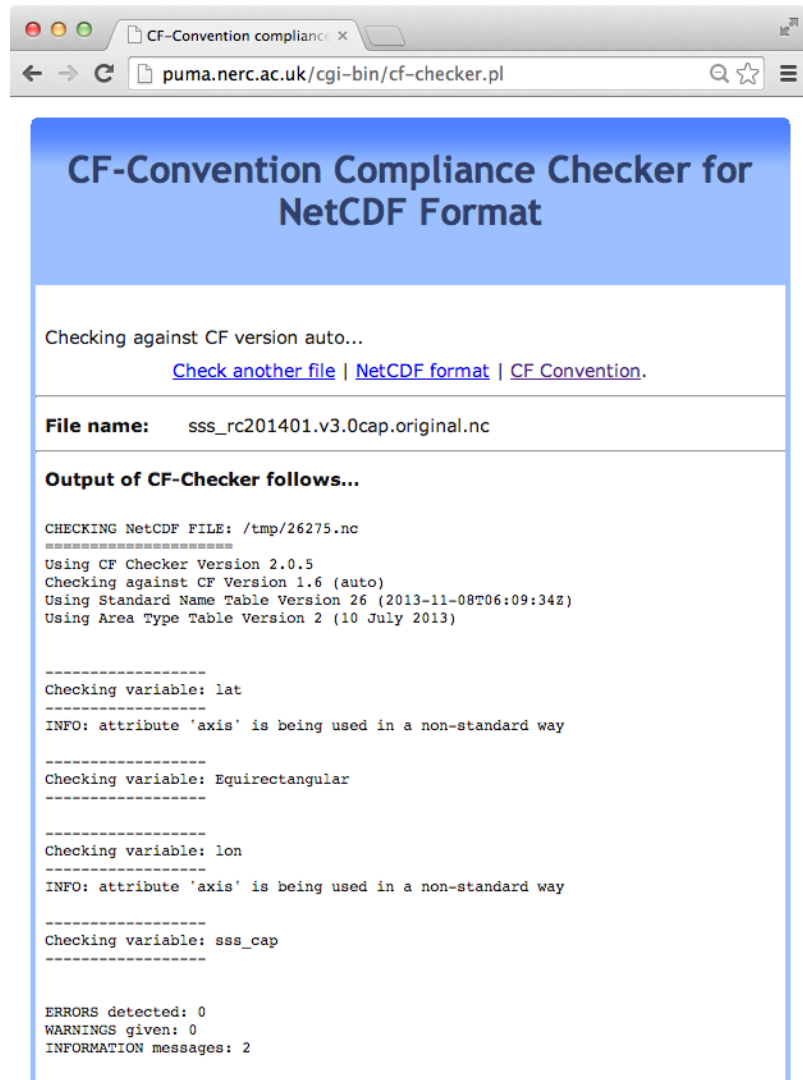 CF-Convention compliance ×
puma.nerc.ac.uk/cgi-bin/cf-checker.pl
CF-Convention Compliance Checker for
NetCDF Format
Checking against CF version auto...
Check another file | NetCDF format | CF Convention.
File name: sss_rc201401.v3.0cap.original.nc
Output of CF-Checker follows...
CHECKING NetCDF FILE: /tmp/26275.nc
=====================
Using CF Checker Version 2.0.5
Checking against CF Version 1.6 (auto)
Using Standard Name Table Version 26 (2013-11-08T06:09:34Z)
Using Area Type Table Version 2 (10 July 2013)
------------------
Checking variable: lat
------------------
INFO: attribute 'axis' is being used in a non-standard way
------------------
Checking variable: Equirectangular
------------------
------------------
Checking variable: lon
------------------
INFO: attribute 'axis' is being used in a non-standard way
------------------
Checking variable: sss_cap
------------------
ERRORS detected: 0
WARNINGS given: 0
INFORMATION messages: 2